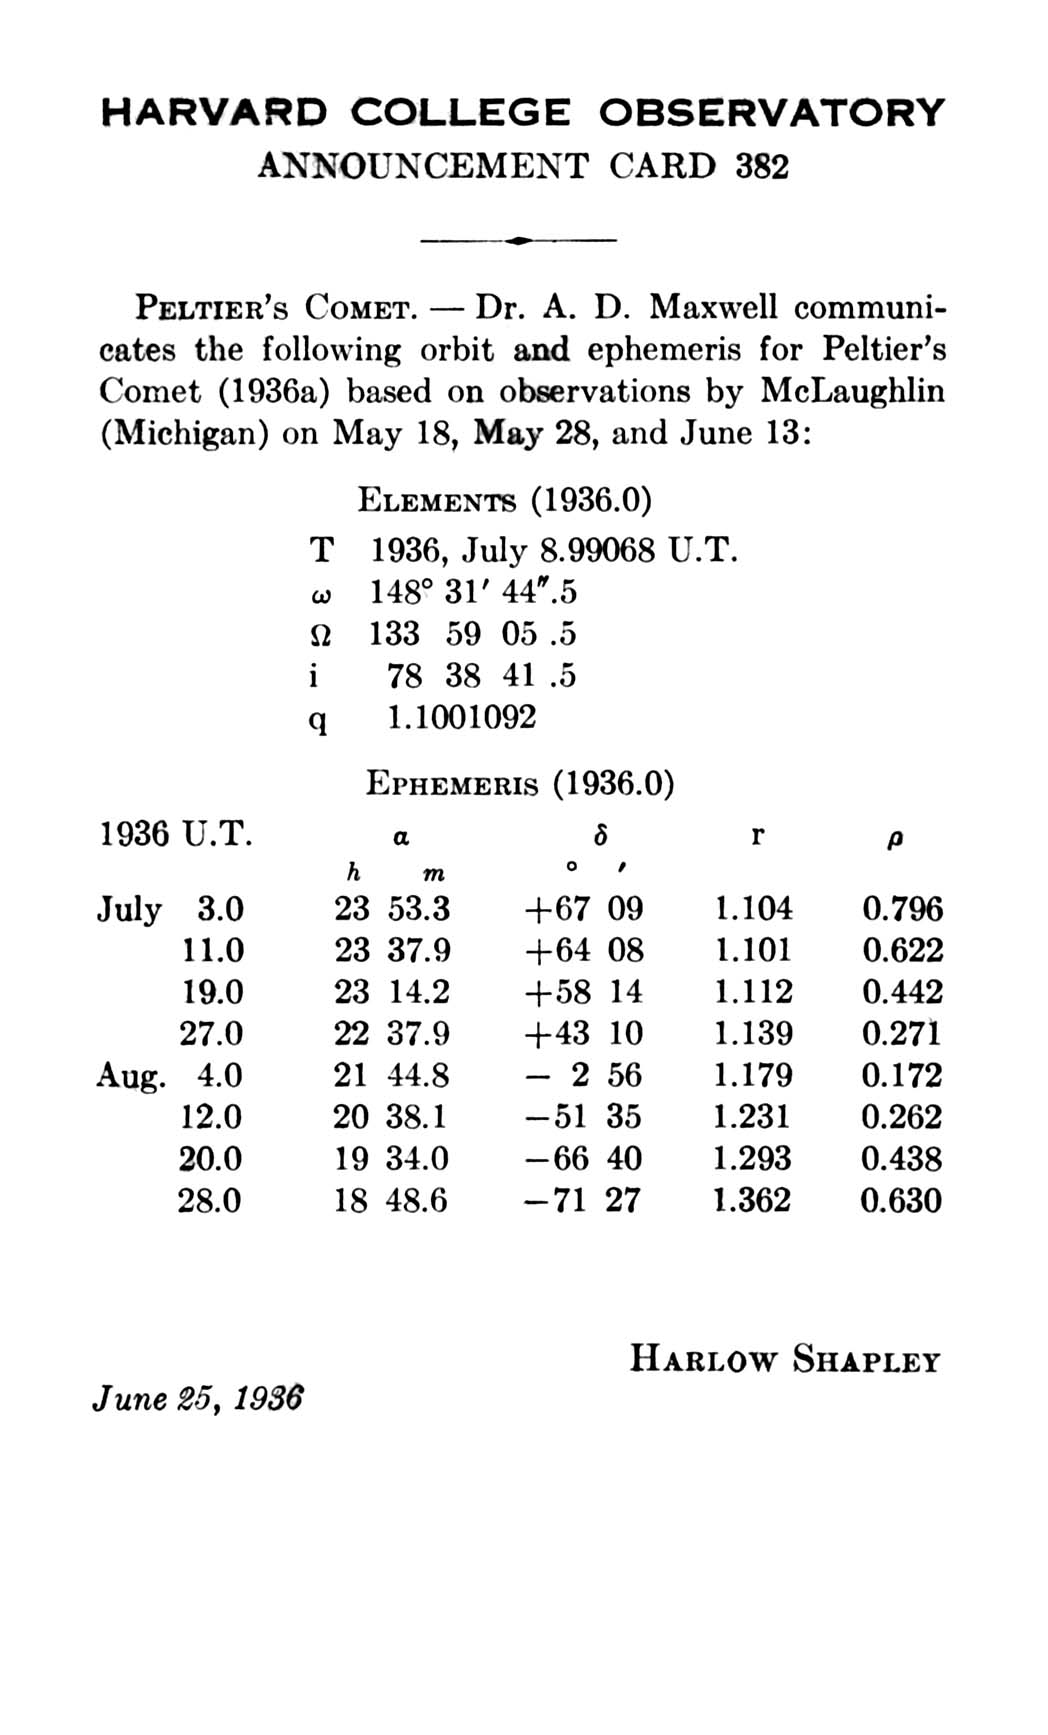 HARVARD COLLEGE OBSERVATORY
ANNOUNCEMENT CARD 382
PELTIER'S COMET. — Dr. A. D. Maxwell communi-
cates the following orbit and ephemeris for Peltier's
Comet (1936a) based on observations by McLaughlin
(Michigan) on May 18, May 28, and June 13:
ELEMENTS (1936.0)
T 1936, July 8.99068 U.T.
ω 148° 31′ 44″.5
Ω 133 59 05 .5
i 78 38 41 .5
q 1.1001092
EPHEMERIS (1936.0)
1936 U.T. α δ r ρ
h m ° ′
July 3.0 23 53.3 +67 09 1.104 0.796
11.0 23 37.9 +64 08 1.101 0.622
19.0 23 14.2 +58 14 1.112 0.442
27.0 22 37.9 +43 10 1.139 0.271
Aug. 4.0 21 44.8 − 2 56 1.179 0.172
12.0 20 38.1 −51 35 1.231 0.262
20.0 19 34.0 −66 40 1.293 0.438
28.0 18 48.6 −71 27 1.362 0.630
HARLOW SHAPLEY
June 25, 1936